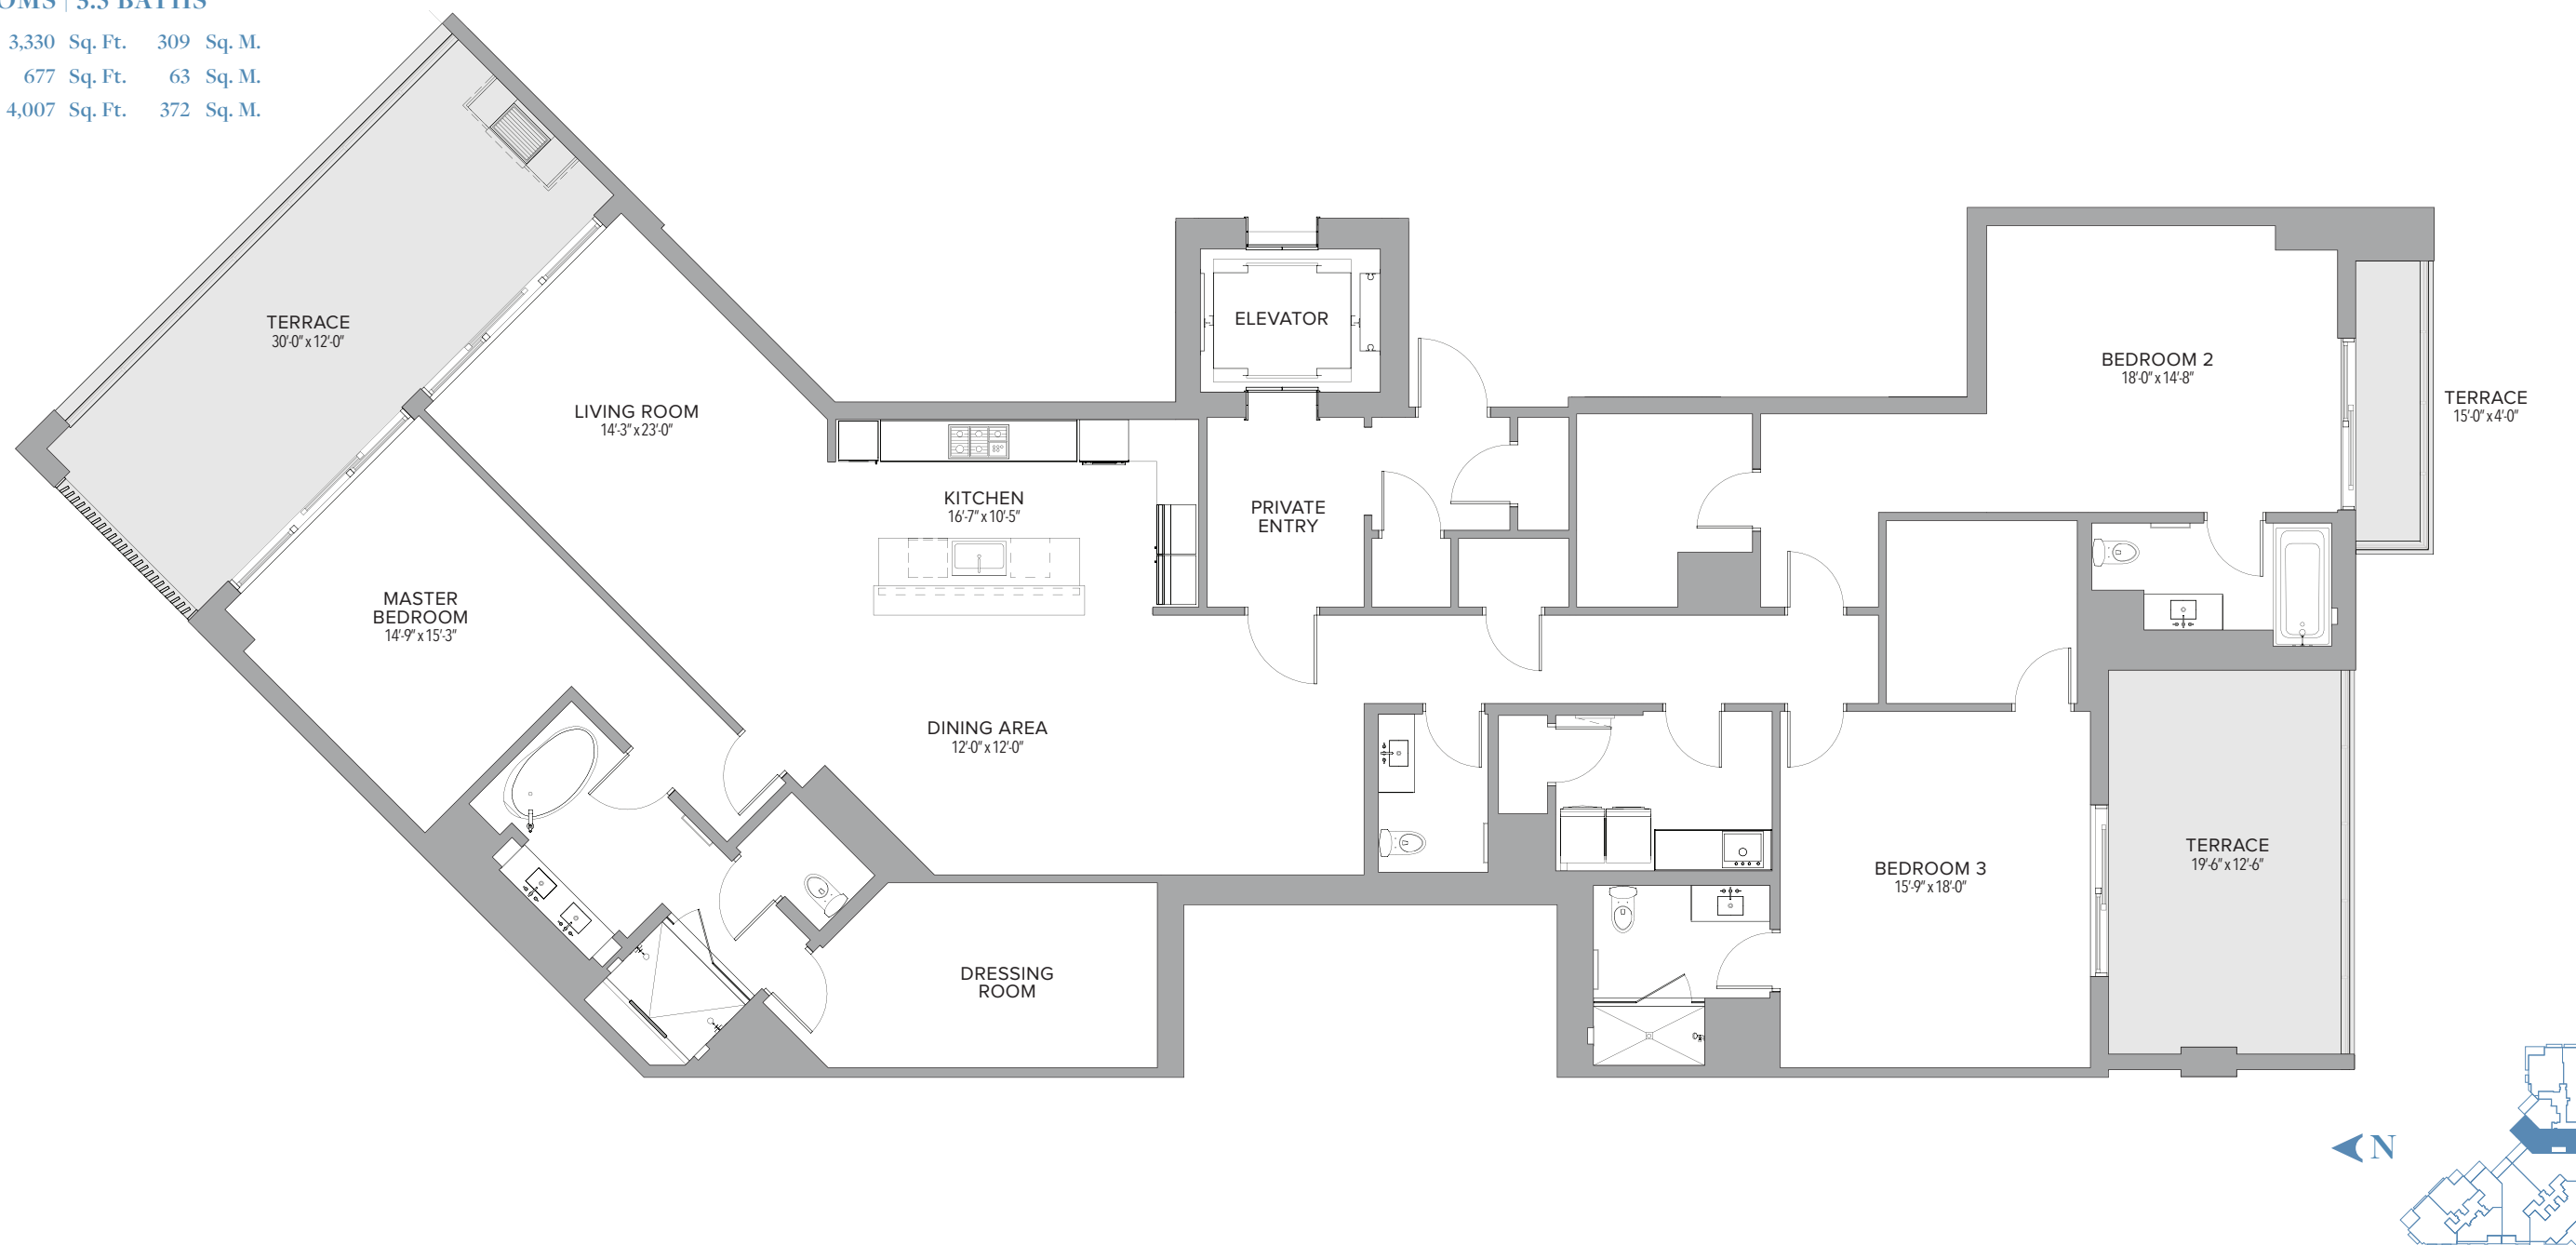 3.5 BATHS
3,330 Sq. Ft. 309 Sq. M.
677 Sq. Ft. 63 Sq. M.
4,007 Sq. Ft. 372 Sq. M.
TERRACE
30'-0" x 12'-0"
LIVING ROOM
14'-3" x 23'-0"
MASTER
BEDROOM
14'-9" x 15'-3"
KITCHEN
16'-7" x 10'-5"
DINING AREA
12'-0" x 12'-0"
DRESSING
ROOM
ELEVATOR
PRIVATE
ENTRY
BEDROOM 2
18'-0" x 14'-8"
TERRACE
15'-0" x 4'-0"
BEDROOM 3
15'-9" x 18'-0"
TERRACE
19'-6" x 12'-6"
N